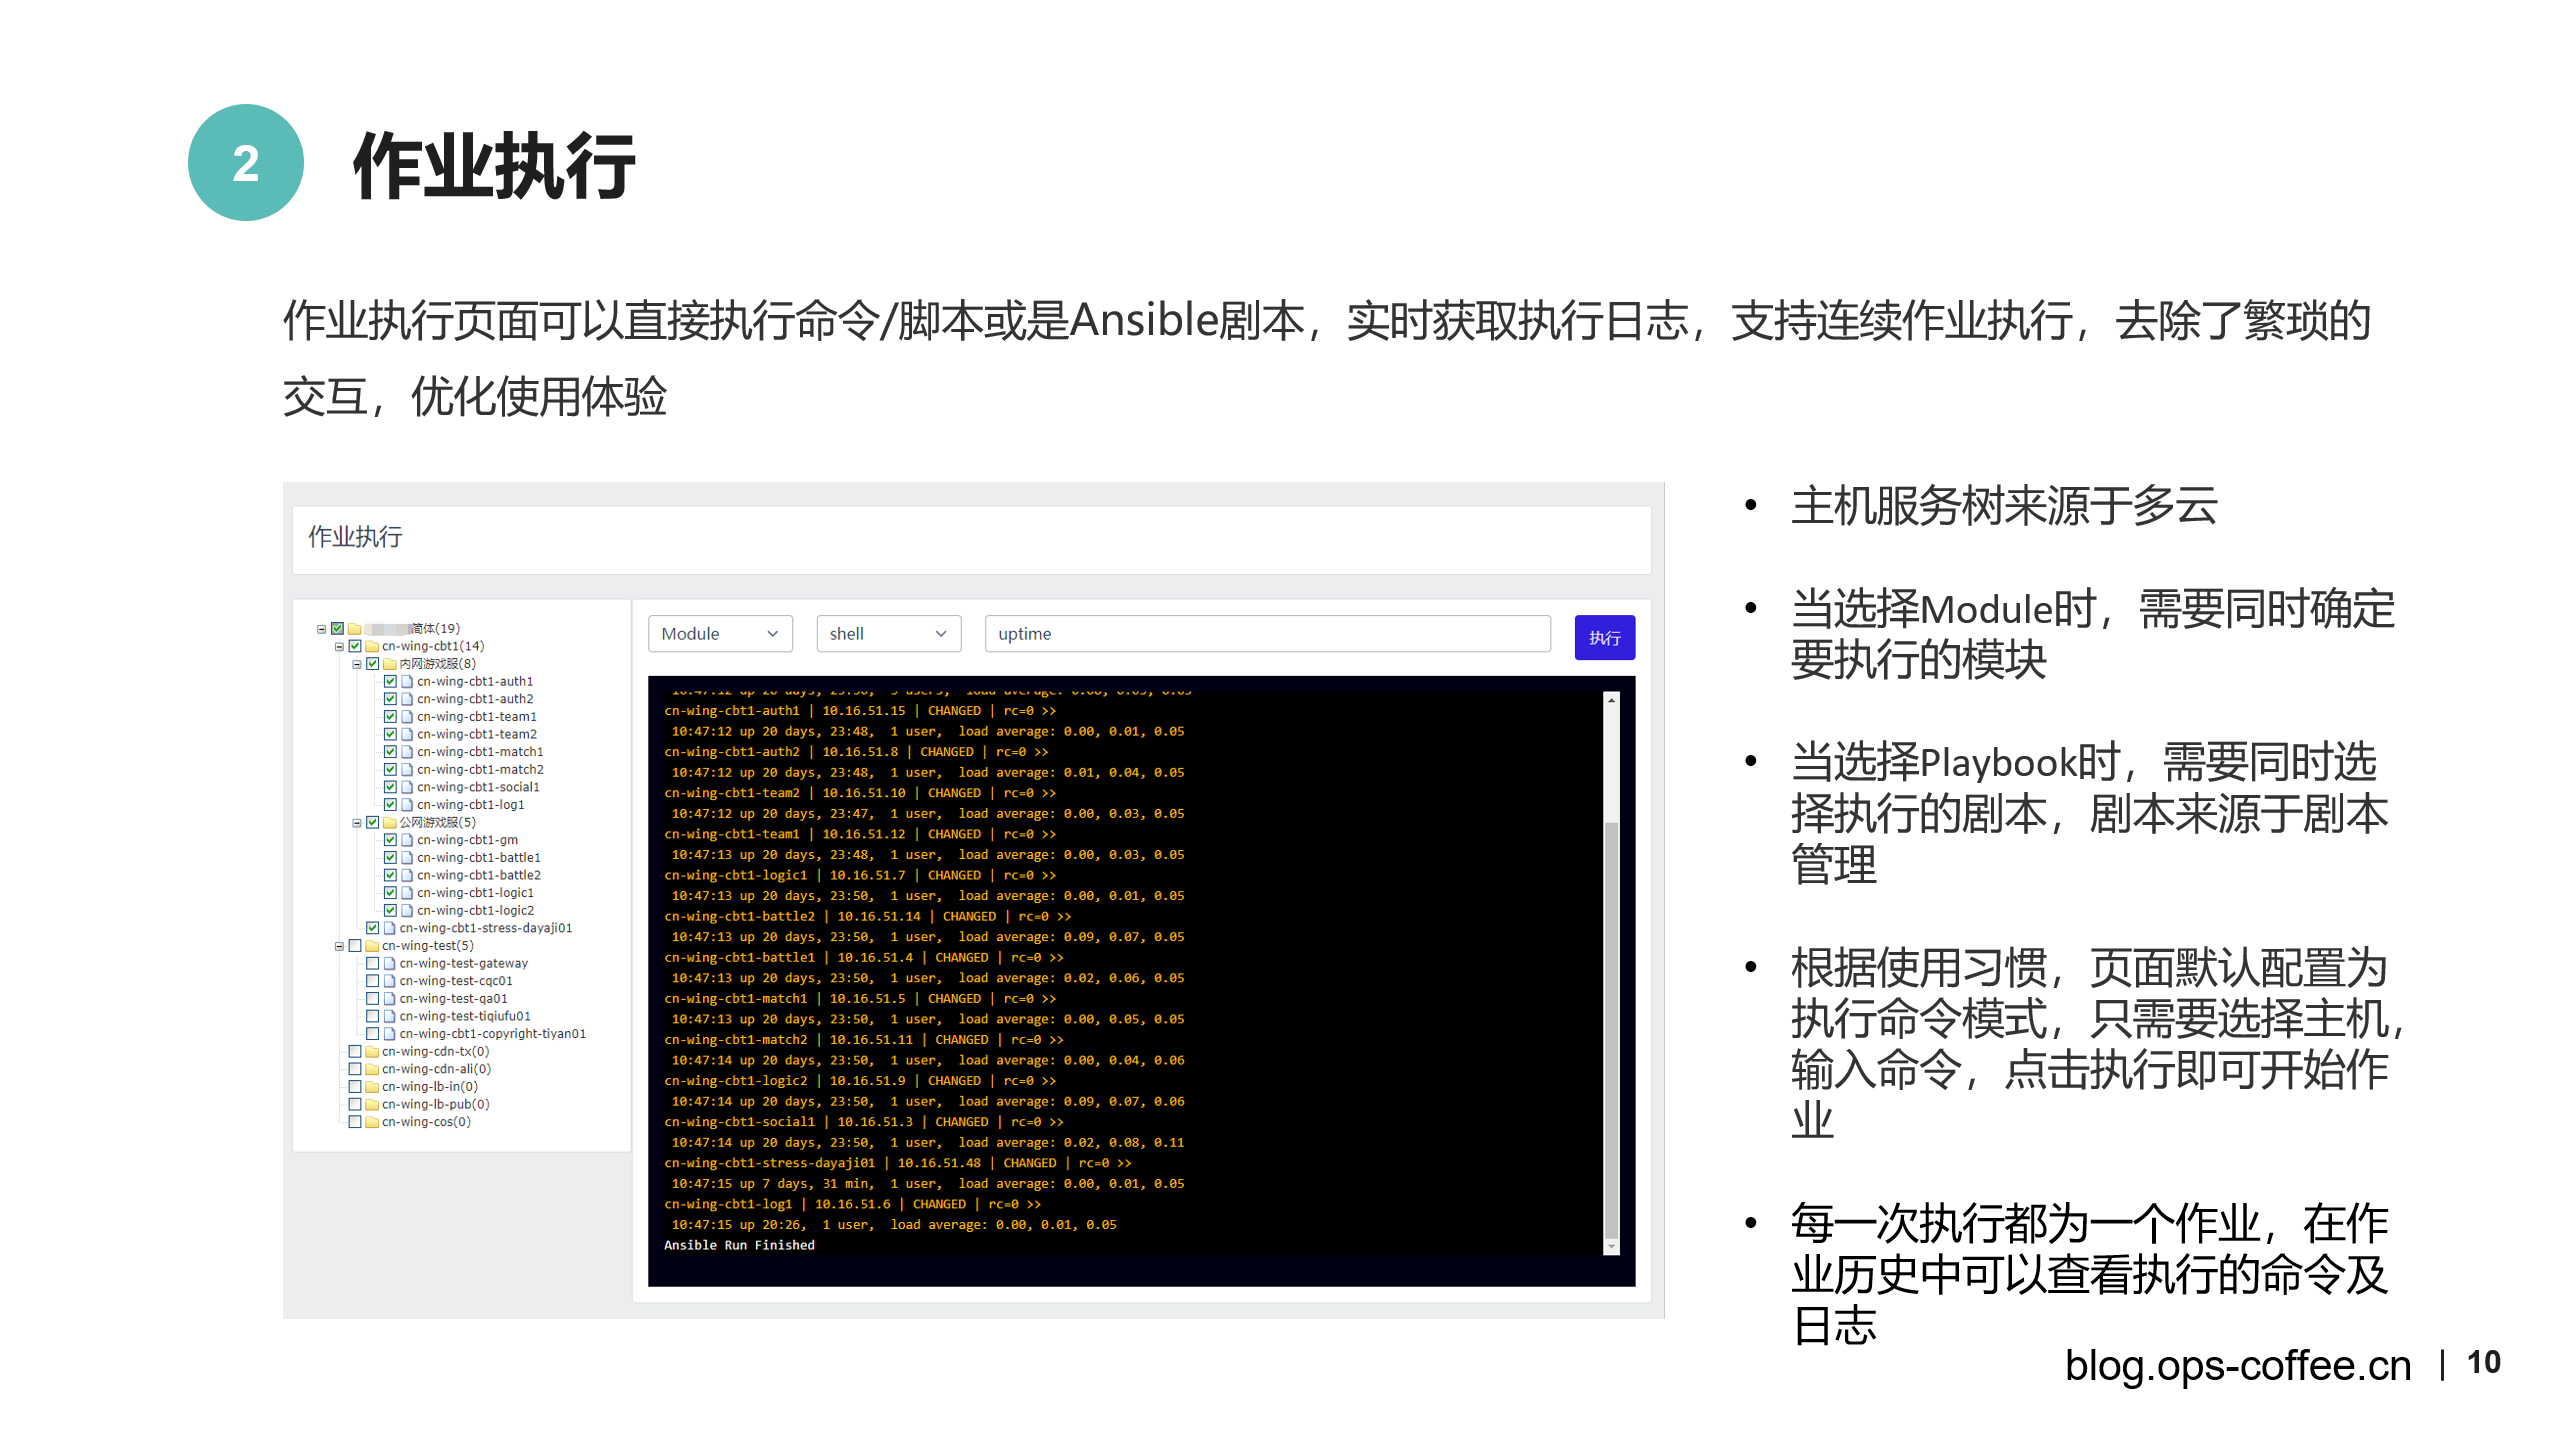 2
作业执行
作业执行页面可以直接执行命令/脚本或是Ansible剧本，实时获取执行日志，支持连续作业执行，去除了繁琐的
交互，优化使用体验
作业执行
简体(19)
cn-wing-cbt1(14)
内网游戏服(8)
cn-wing-cbt1-auth1
cn-wing-cbt1-auth2
cn-wing-cbt1-team1
cn-wing-cbt1-team2
cn-wing-cbt1-match1
cn-wing-cbt1-match2
cn-wing-cbt1-social1
cn-wing-cbt1-log1
公网游戏服(5)
cn-wing-cbt1-gm
cn-wing-cbt1-battle1
cn-wing-cbt1-battle2
cn-wing-cbt1-logic1
cn-wing-cbt1-logic2
cn-wing-cbt1-stress-dayaji01
cn-wing-test(5)
cn-wing-test-gateway
cn-wing-test-cqc01
cn-wing-test-qa01
cn-wing-test-tiqiufu01
cn-wing-cbt1-copyright-tiyan01
cn-wing-cdn-tx(0)
cn-wing-cdn-ali(0)
cn-wing-lb-in(0)
cn-wing-lb-pub(0)
cn-wing-cos(0)
Module shell uptime 执行
cn-wing-cbt1-auth1 | 10.16.51.15 | CHANGED | rc=0 >>
10:47:12 up 20 days, 23:48,  1 user,  load average: 0.00, 0.01, 0.05
cn-wing-cbt1-auth2 | 10.16.51.8 | CHANGED | rc=0 >>
10:47:12 up 20 days, 23:48,  1 user,  load average: 0.01, 0.04, 0.05
cn-wing-cbt1-team2 | 10.16.51.10 | CHANGED | rc=0 >>
10:47:12 up 20 days, 23:47,  1 user,  load average: 0.00, 0.03, 0.05
cn-wing-cbt1-team1 | 10.16.51.12 | CHANGED | rc=0 >>
10:47:13 up 20 days, 23:48,  1 user,  load average: 0.00, 0.03, 0.05
cn-wing-cbt1-logic1 | 10.16.51.7 | CHANGED | rc=0 >>
10:47:13 up 20 days, 23:50,  1 user,  load average: 0.00, 0.01, 0.05
cn-wing-cbt1-battle2 | 10.16.51.14 | CHANGED | rc=0 >>
10:47:13 up 20 days, 23:50,  1 user,  load average: 0.09, 0.07, 0.05
cn-wing-cbt1-battle1 | 10.16.51.4 | CHANGED | rc=0 >>
10:47:13 up 20 days, 23:50,  1 user,  load average: 0.02, 0.06, 0.05
cn-wing-cbt1-match1 | 10.16.51.5 | CHANGED | rc=0 >>
10:47:13 up 20 days, 23:50,  1 user,  load average: 0.00, 0.05, 0.05
cn-wing-cbt1-match2 | 10.16.51.11 | CHANGED | rc=0 >>
10:47:14 up 20 days, 23:50,  1 user,  load average: 0.00, 0.04, 0.06
cn-wing-cbt1-logic2 | 10.16.51.9 | CHANGED | rc=0 >>
10:47:14 up 20 days, 23:50,  1 user,  load average: 0.09, 0.07, 0.06
cn-wing-cbt1-social1 | 10.16.51.3 | CHANGED | rc=0 >>
10:47:14 up 20 days, 23:50,  1 user,  load average: 0.02, 0.08, 0.11
cn-wing-cbt1-stress-dayaji01 | 10.16.51.48 | CHANGED | rc=0 >>
10:47:15 up 7 days, 31 min,  1 user,  load average: 0.00, 0.01, 0.05
cn-wing-cbt1-log1 | 10.16.51.6 | CHANGED | rc=0 >>
10:47:15 up 20:26,  1 user,  load average: 0.00, 0.01, 0.05
Ansible Run Finished
• 主机服务树来源于多云
• 当选择Module时，需要同时确定
要执行的模块
• 当选择Playbook时，需要同时选
择执行的剧本，剧本来源于剧本
管理
• 根据使用习惯，页面默认配置为
执行命令模式，只需要选择主机，
输入命令，点击执行即可开始作
业
• 每一次执行都为一个作业，在作
业历史中可以查看执行的命令及
日志
blog.ops-coffee.cn | 10